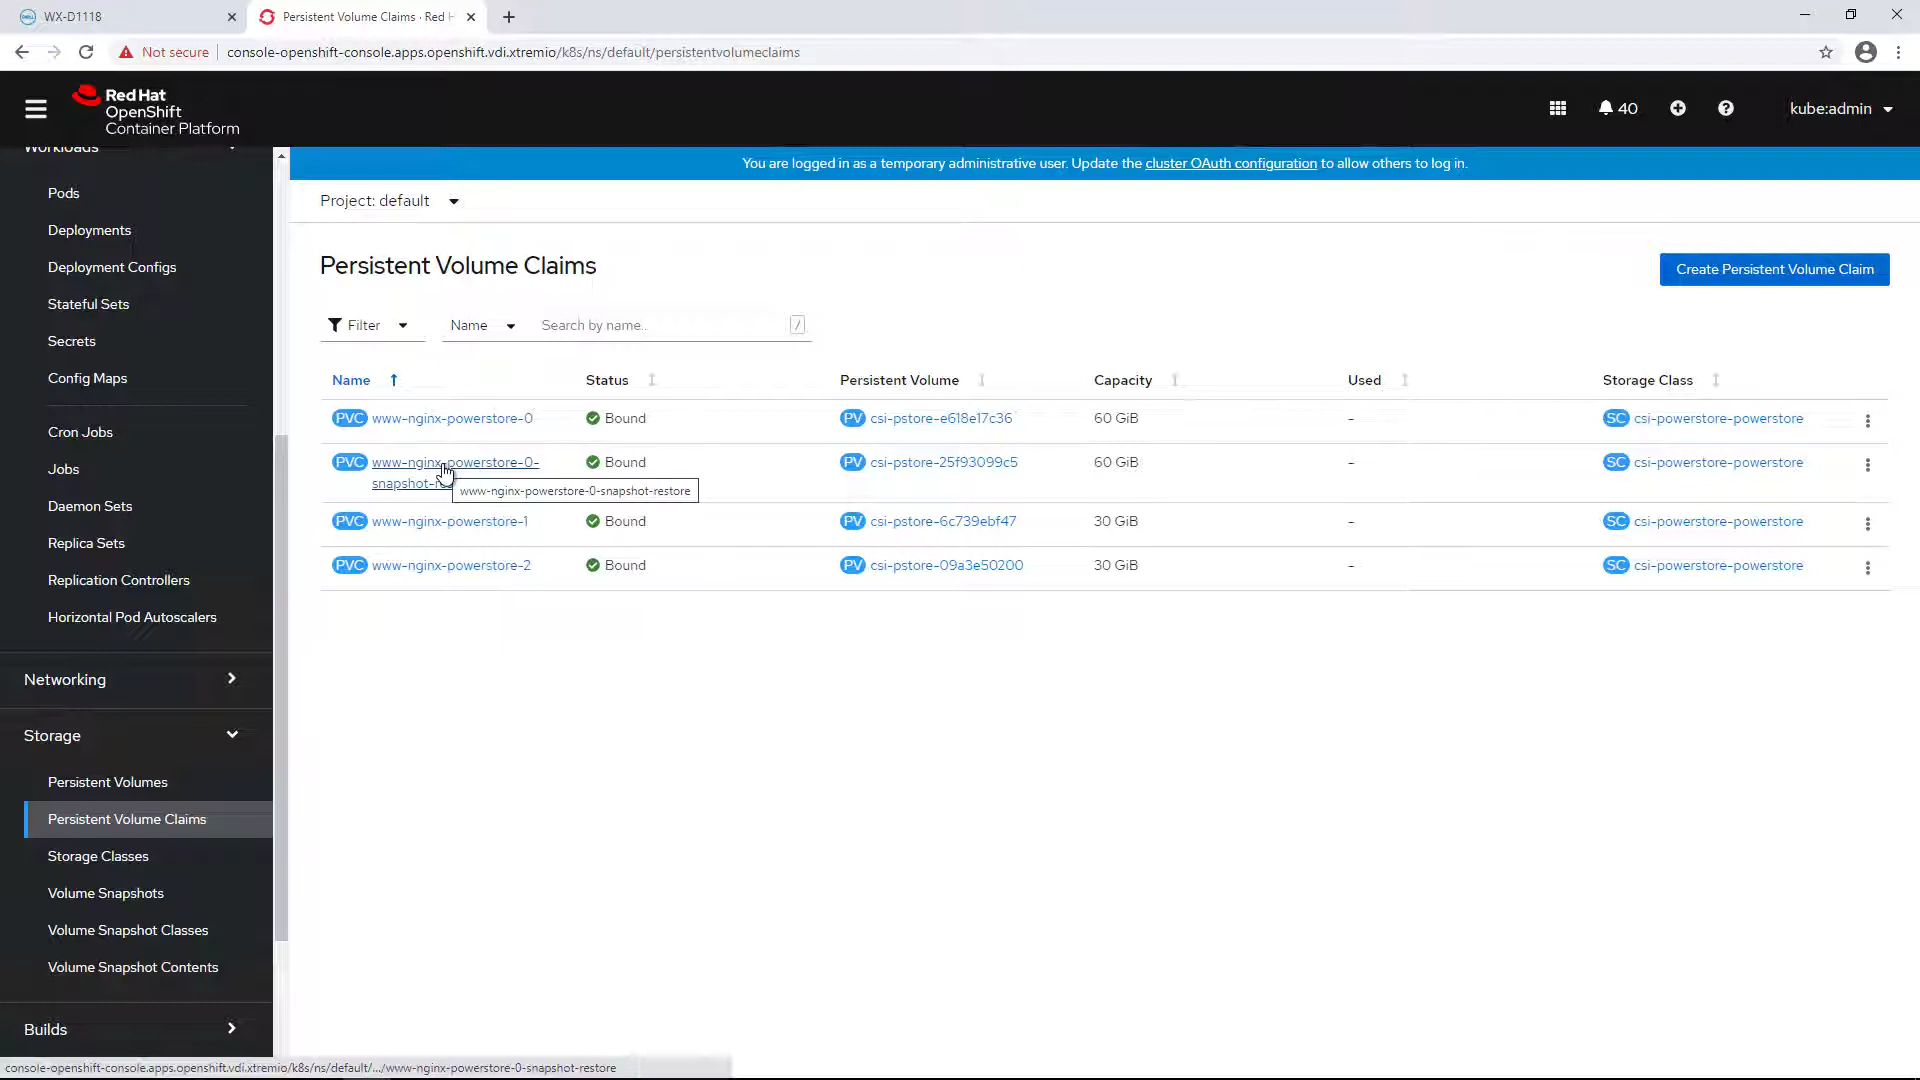 WX-D1118
Persistent Volume Claims · Red H
Not secure
console-openshift-console.apps.openshift.vdi.xtremio/k8s/ns/default/persistentvolumeclaims
Red Hat
OpenShift
Container Platform
40
kube:admin
You are logged in as a temporary administrative user. Update the cluster OAuth configuration to allow others to log in.
Workloads
Pods
Deployments
Deployment Configs
Stateful Sets
Secrets
Config Maps
Cron Jobs
Jobs
Daemon Sets
Replica Sets
Replication Controllers
Horizontal Pod Autoscalers
Networking
Storage
Persistent Volumes
Persistent Volume Claims
Storage Classes
Volume Snapshots
Volume Snapshot Classes
Volume Snapshot Contents
Builds
Project: default
Persistent Volume Claims
Create Persistent Volume Claim
Filter Name Search by name... /
Name Status Persistent Volume Capacity Used Storage Class
PVC www-nginx-powerstore-0 Bound PV csi-pstore-e618e17c36 60 GiB - SC csi-powerstore-powerstore
PVC www-nginx-powerstore-0- Bound PV csi-pstore-25f93099c5 60 GiB - SC csi-powerstore-powerstore
snapshot-re
www-nginx-powerstore-0-snapshot-restore
PVC www-nginx-powerstore-1 Bound PV csi-pstore-6c739ebf47 30 GiB - SC csi-powerstore-powerstore
PVC www-nginx-powerstore-2 Bound PV csi-pstore-09a3e50200 30 GiB - SC csi-powerstore-powerstore
console-openshift-console.apps.openshift.vdi.xtremio/k8s/ns/default/.../www-nginx-powerstore-0-snapshot-restore